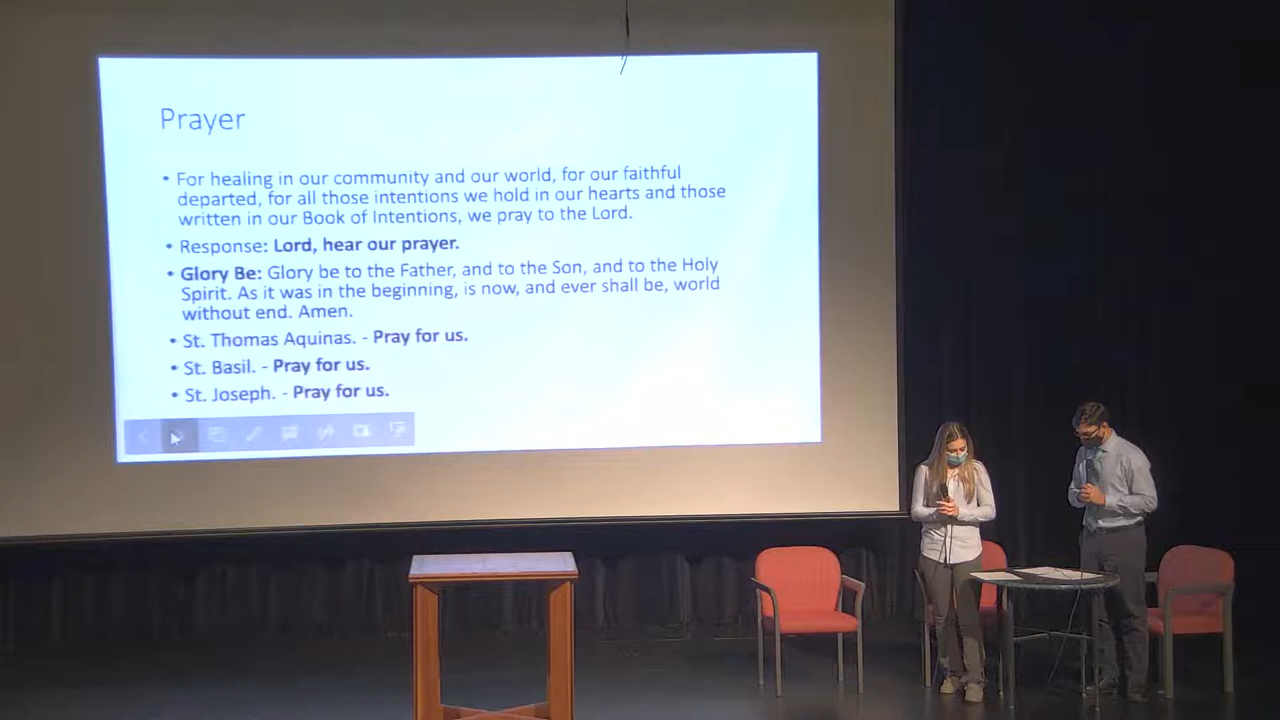 Prayer
• For healing in our community and our world, for our faithful
departed, for all those intentions we hold in our hearts and those
written in our Book of Intentions, we pray to the Lord.
• Response: Lord, hear our prayer.
• Glory Be: Glory be to the Father, and to the Son, and to the Holy
Spirit. As it was in the beginning, is now, and ever shall be, world
without end. Amen.
• St. Thomas Aquinas. - Pray for us.
• St. Basil. - Pray for us.
• St. Joseph. - Pray for us.